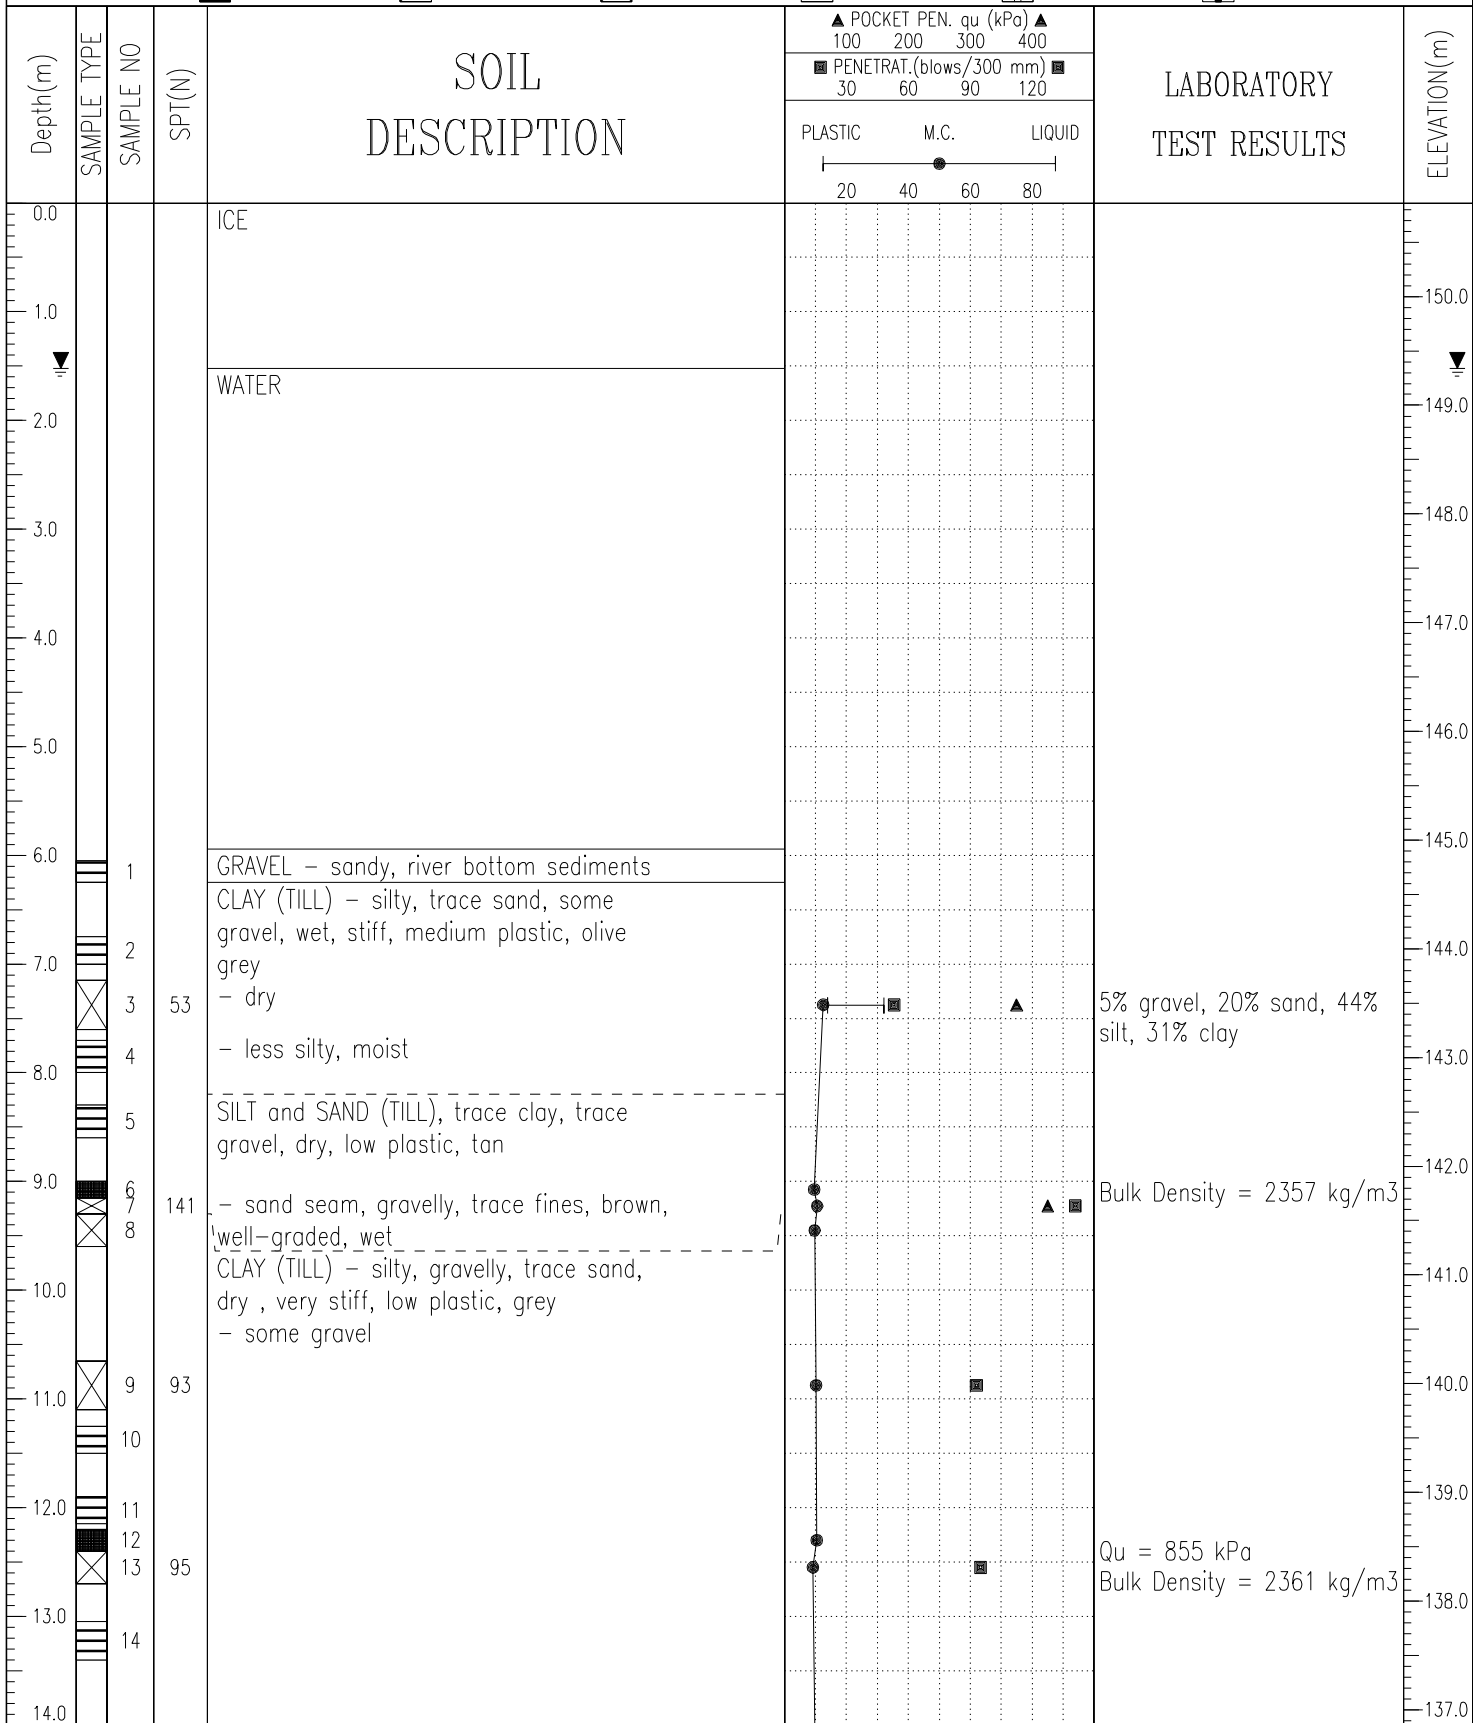 Depth(m)
SAMPLE TYPE
SAMPLE NO
SPT(N)
SOIL
DESCRIPTION
▲ POCKET PEN. qu (kPa) ▲
100 200 300 400
PENETRAT.(blows/300 mm)
30 60 90 120
PLASTIC M.C. LIQUID
20 40 60 80
LABORATORY
TEST RESULTS
ELEVATION(m)
0.0
ICE
150.0
1.0
WATER
149.0
2.0
148.0
3.0
147.0
4.0
146.0
5.0
145.0
6.0
1
GRAVEL – sandy, river bottom sediments
CLAY (TILL) – silty, trace sand, some
gravel, wet, stiff, medium plastic, olive
grey
2
144.0
7.0
3
53
– dry
5% gravel, 20% sand, 44%
silt, 31% clay
4
– less silty, moist
143.0
8.0
5
SILT and SAND (TILL), trace clay, trace
gravel, dry, low plastic, tan
142.0
9.0
6
7
141
8
– sand seam, gravelly, trace fines, brown,
well–graded, wet
Bulk Density = 2357 kg/m3
CLAY (TILL) – silty, gravelly, trace sand,
dry , very stiff, low plastic, grey
– some gravel
141.0
10.0
9
93
140.0
11.0
10
139.0
12.0
11
12
13
95
Qu = 855 kPa
Bulk Density = 2361 kg/m3
138.0
13.0
14
137.0
14.0